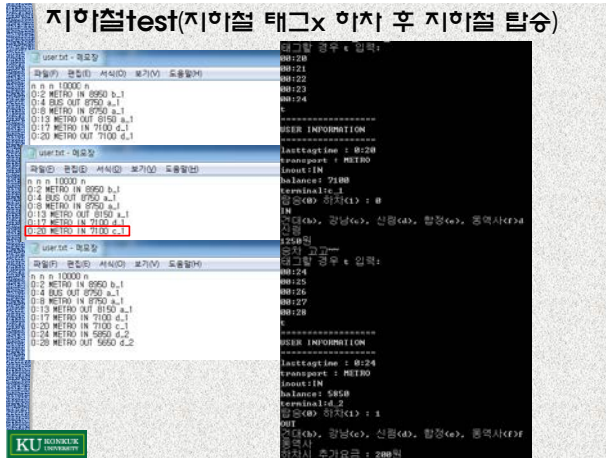 지하철test(지하철 태그x 하차 후 지하철 탑승)
user.txt - 메모장
파일(F) 편집(E) 서식(O) 보기(V) 도움말(H)
n n n 10000 n
0:2 METRO IN 8950 b_1
0:4 BUS OUT 8750 a_1
0:8 METRO IN 8750 a_1
0:13 METRO OUT 8150 a_1
0:17 METRO IN 7100 d_1
0:20 METRO OUT 7100 d_1
user.txt - 메모장
파일(F) 편집(E) 서식(O) 보기(V) 도움말(H)
n n n 10000 n
0:2 METRO IN 8950 b_1
0:4 BUS OUT 8750 a_1
0:8 METRO IN 8750 a_1
0:13 METRO OUT 8150 a_1
0:17 METRO IN 7100 d_1
0:20 METRO IN 7100 c_1
user.txt - 메모장
파일(F) 편집(E) 서식(O) 보기(V) 도움말(H)
n n n 10000 n
0:2 METRO IN 8950 b_1
0:4 BUS OUT 8750 a_1
0:8 METRO IN 8750 a_1
0:13 METRO OUT 8150 a_1
0:17 METRO IN 7100 d_1
0:20 METRO IN 7100 c_1
0:24 METRO IN 5850 d_2
0:28 METRO OUT 5650 d_2
태그할 경우 t 입력:
00:20
00:21
00:22
00:23
00:24
t
==================
USER INFORMATION
==================
lasttagtime : 0:20
transport : METRO
inout:IN
balance: 7100
terminal:c_1
탑승(0) 하차(1) : 0
IN
건대(b), 강남(c), 신림(d), 합정(e), 동역사(f)d
신림
1250원
승차 고고~~
태그할 경우 t 입력:
00:24
00:25
00:26
00:27
00:28
t
==================
USER INFORMATION
==================
lasttagtime : 0:24
transport : METRO
inout:IN
balance: 5850
terminal:d_2
탑승(0) 하차(1) : 1
OUT
건대(b), 강남(c), 신림(d), 합정(e), 동역사(f)f
동역사
하차시 추가요금 : 200원
KU KONKUK
UNIVERSITY